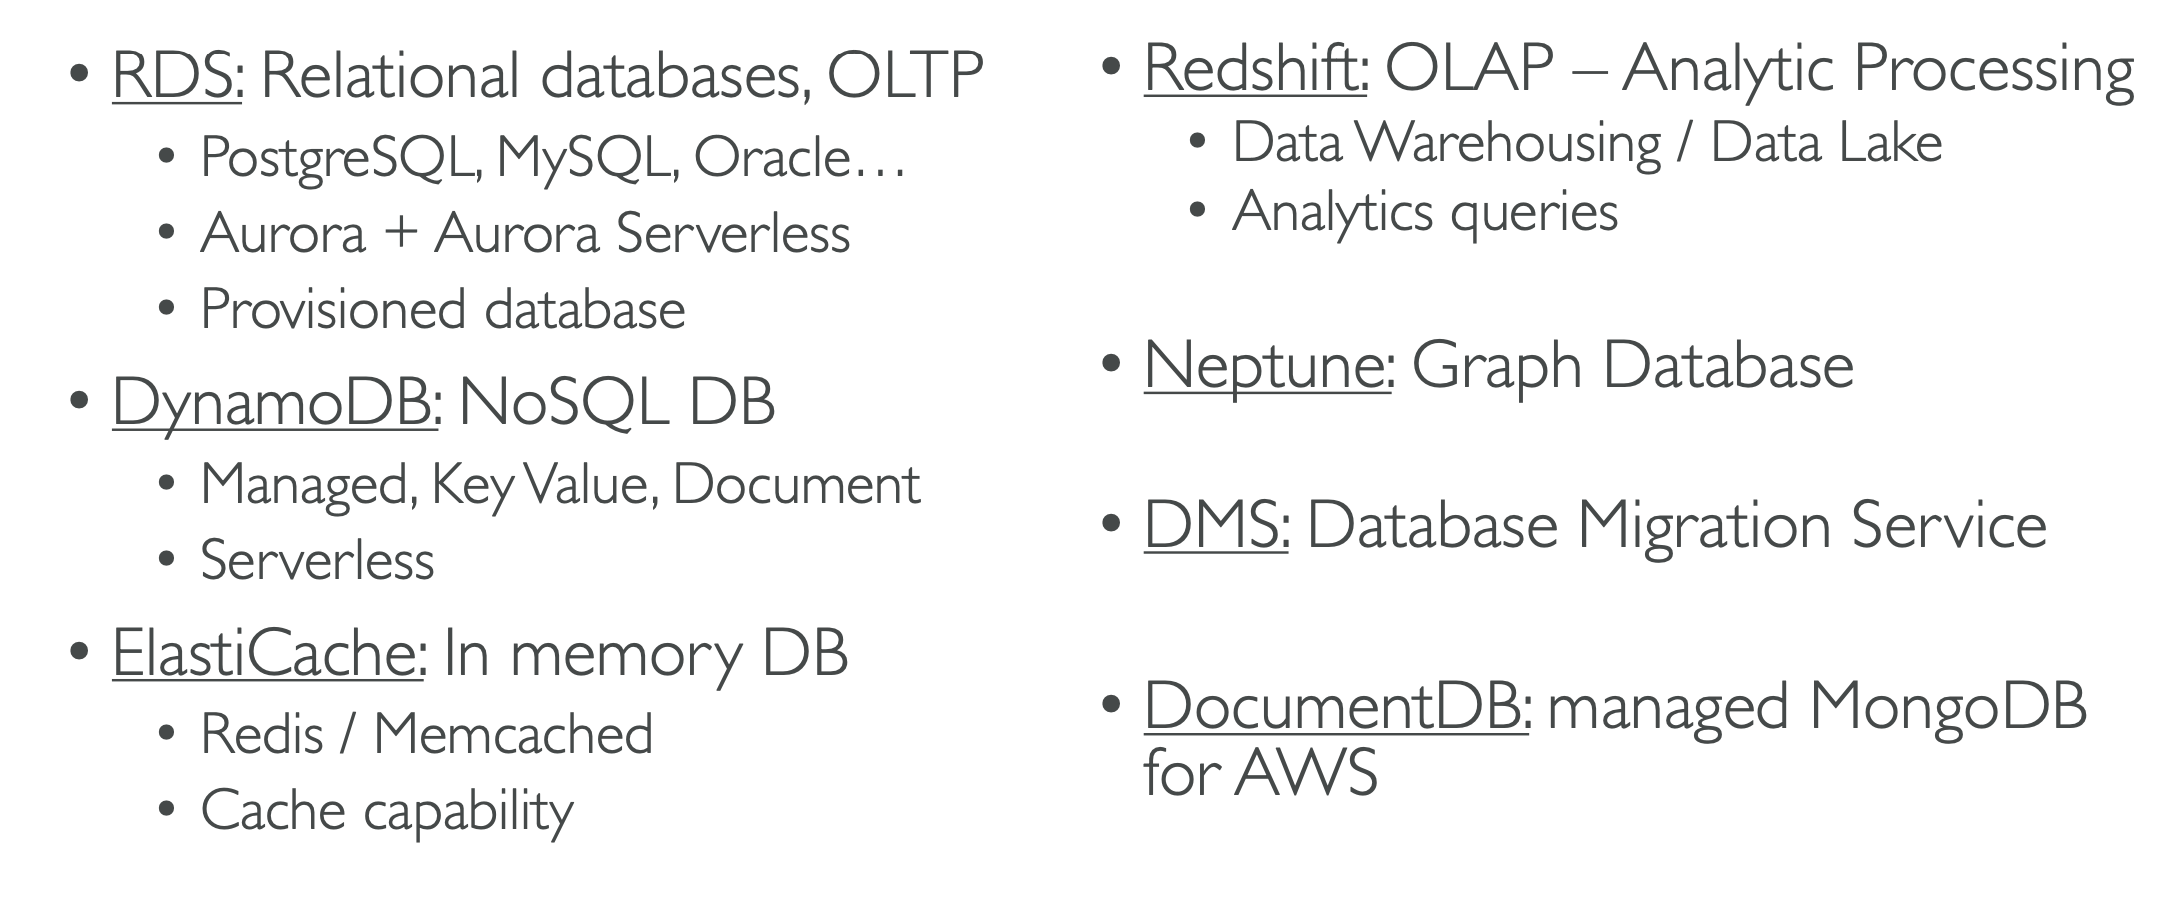 • RDS: Relational databases, OLTP
• PostgreSQL, MySQL, Oracle…
• Aurora + Aurora Serverless
• Provisioned database
• DynamoDB: NoSQL DB
• Managed, Key Value, Document
• Serverless
• ElastiCache: In memory DB
• Redis / Memcached
• Cache capability
• Redshift: OLAP – Analytic Processing
• Data Warehousing / Data Lake
• Analytics queries
• Neptune: Graph Database
• DMS: Database Migration Service
• DocumentDB: managed MongoDB
for AWS